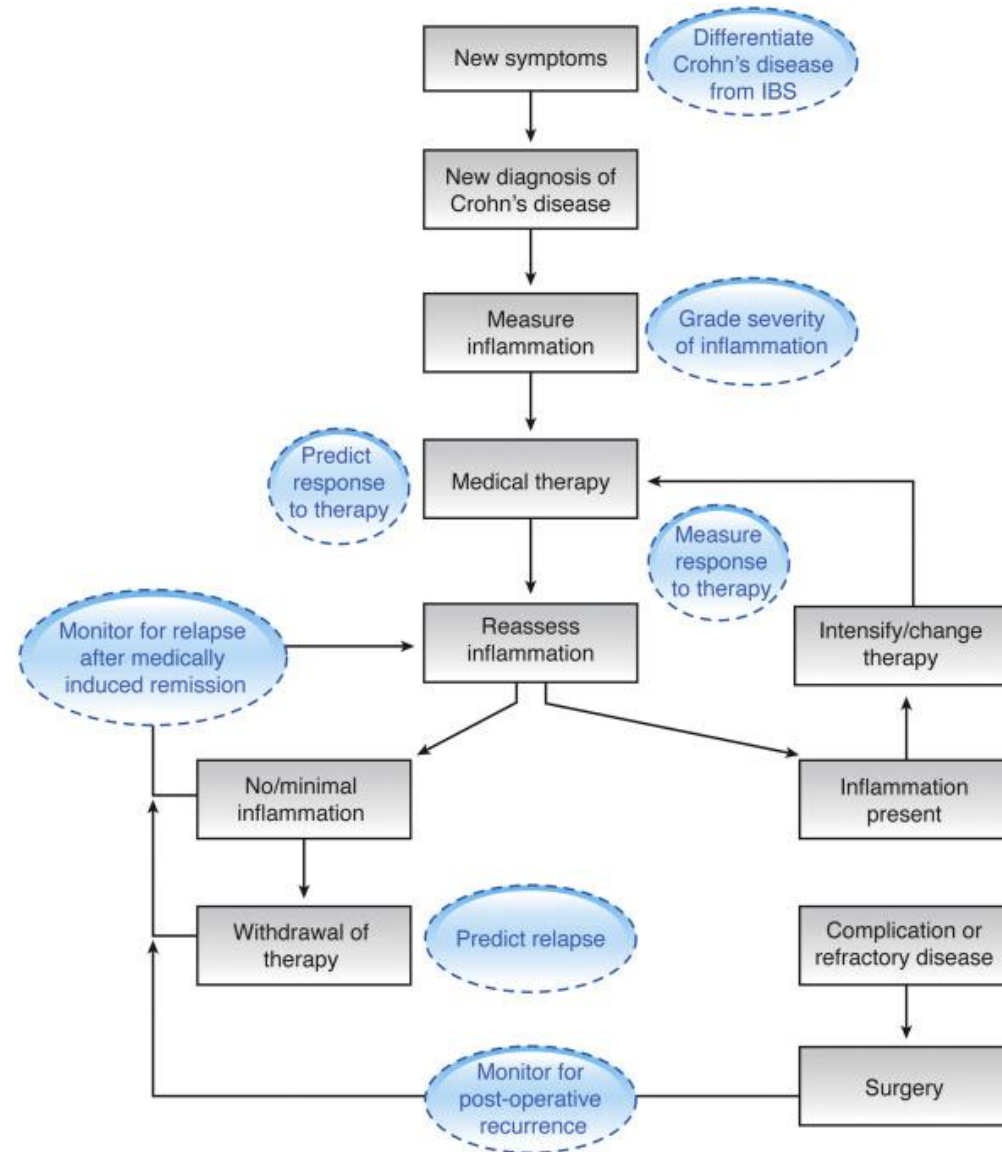 New symptoms
Differentiate
Crohn's disease
from IBS
New diagnosis of
Crohn's disease
Measure
inflammation
Grade severity
of inflammation
Predict
response
to therapy
Medical therapy
Measure
response
to therapy
Monitor for relapse
after medically
induced remission
Reassess
inflammation
Intensify/change
therapy
No/minimal
inflammation
Inflammation
present
Withdrawal of
therapy
Predict relapse
Complication or
refractory disease
Monitor for
post-operative
recurrence
Surgery